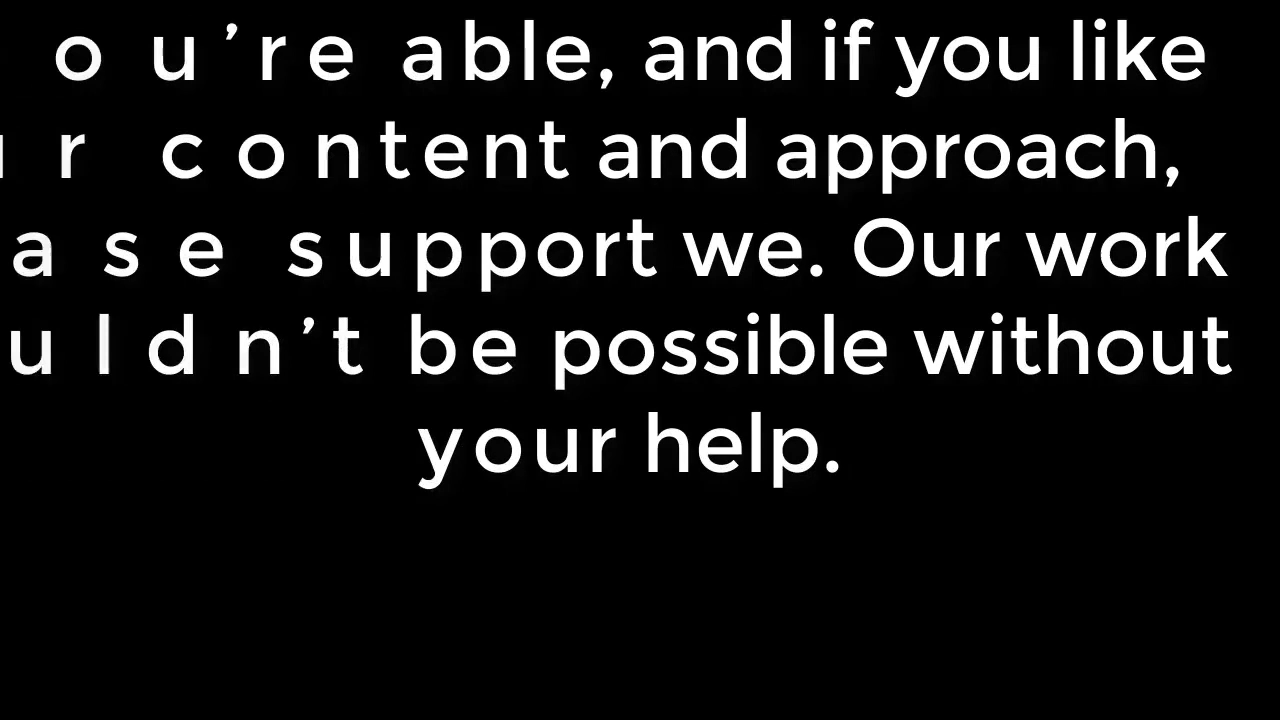 ou’re able, and if you like
ur content and approach,
ase support we. Our work
uldn’t be possible without
your help.